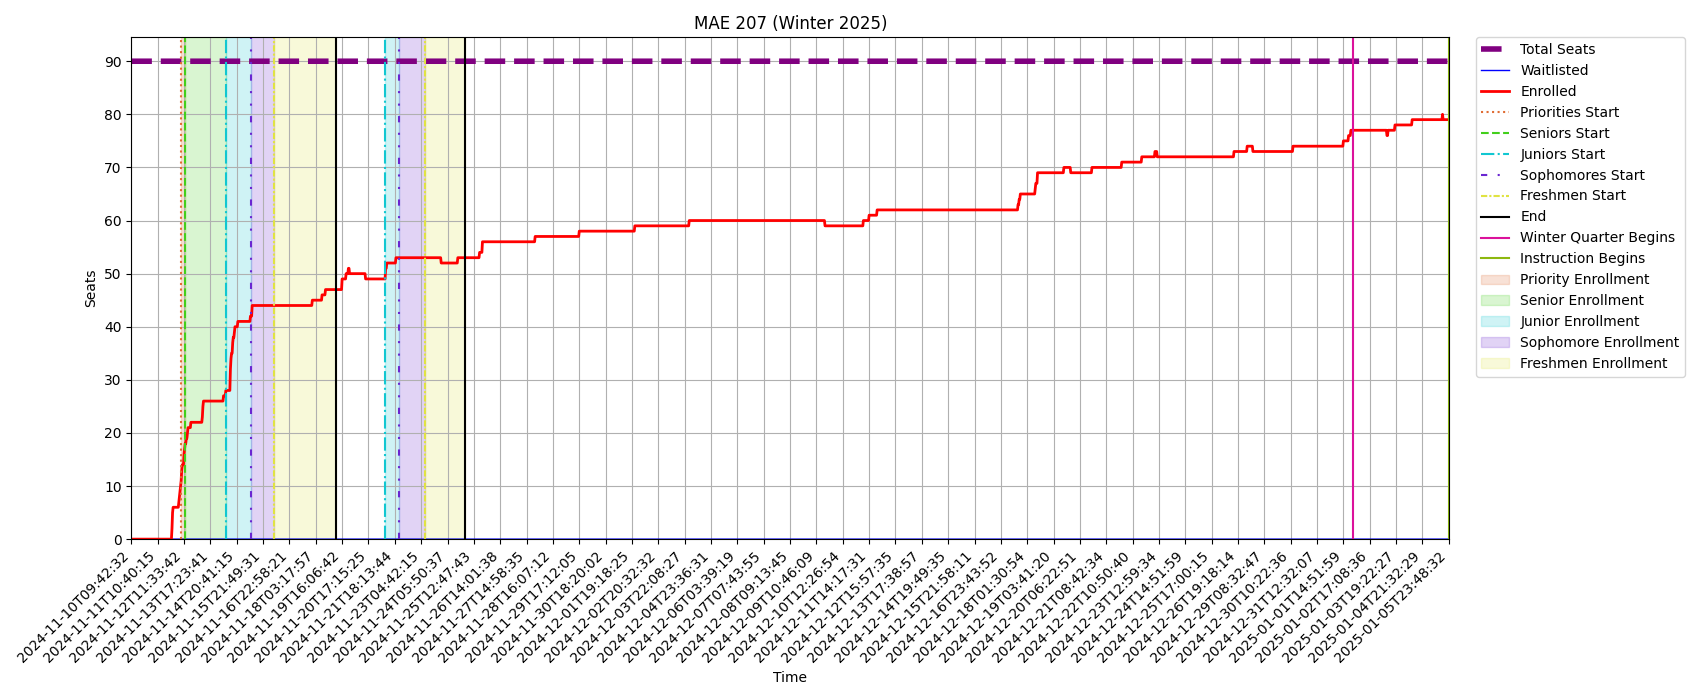 MAE 207 (Winter 2025)
Total Seats
Waitlisted
Enrolled
Priorities Start
Seniors Start
Juniors Start
Sophomores Start
Freshmen Start
End
Winter Quarter Begins
Instruction Begins
Priority Enrollment
Senior Enrollment
Junior Enrollment
Sophomore Enrollment
Freshmen Enrollment
Seats
90
80
70
60
50
40
30
20
10
0
2024-11-10T09:42:32
2024-11-11T10:40:15
2024-11-12T11:33:42
2024-11-13T17:23:41
2024-11-14T20:41:15
2024-11-15T21:49:31
2024-11-16T22:58:21
2024-11-18T03:17:57
2024-11-19T16:06:42
2024-11-20T17:15:25
2024-11-21T18:13:44
2024-11-23T04:42:15
2024-11-24T05:50:37
2024-11-25T12:47:43
2024-11-26T14:01:38
2024-11-27T14:58:35
2024-11-28T16:07:12
2024-11-29T17:12:05
2024-11-30T18:20:02
2024-12-01T19:18:25
2024-12-02T20:32:32
2024-12-03T22:08:27
2024-12-04T23:36:31
2024-12-06T03:39:19
2024-12-07T07:43:55
2024-12-08T09:13:45
2024-12-09T10:46:09
2024-12-10T12:26:54
2024-12-11T14:17:31
2024-12-12T15:57:35
2024-12-13T17:38:57
2024-12-14T19:49:35
2024-12-15T21:58:11
2024-12-16T23:43:52
2024-12-18T01:30:54
2024-12-19T03:41:20
2024-12-20T06:22:51
2024-12-21T08:42:34
2024-12-22T10:50:40
2024-12-23T12:59:34
2024-12-24T14:51:59
2024-12-25T17:00:15
2024-12-26T19:18:14
2024-12-29T08:32:47
2024-12-30T10:22:36
2024-12-31T12:32:07
2025-01-01T14:51:59
2025-01-02T17:08:36
2025-01-03T19:22:27
2025-01-04T21:32:29
2025-01-05T23:48:32
Time